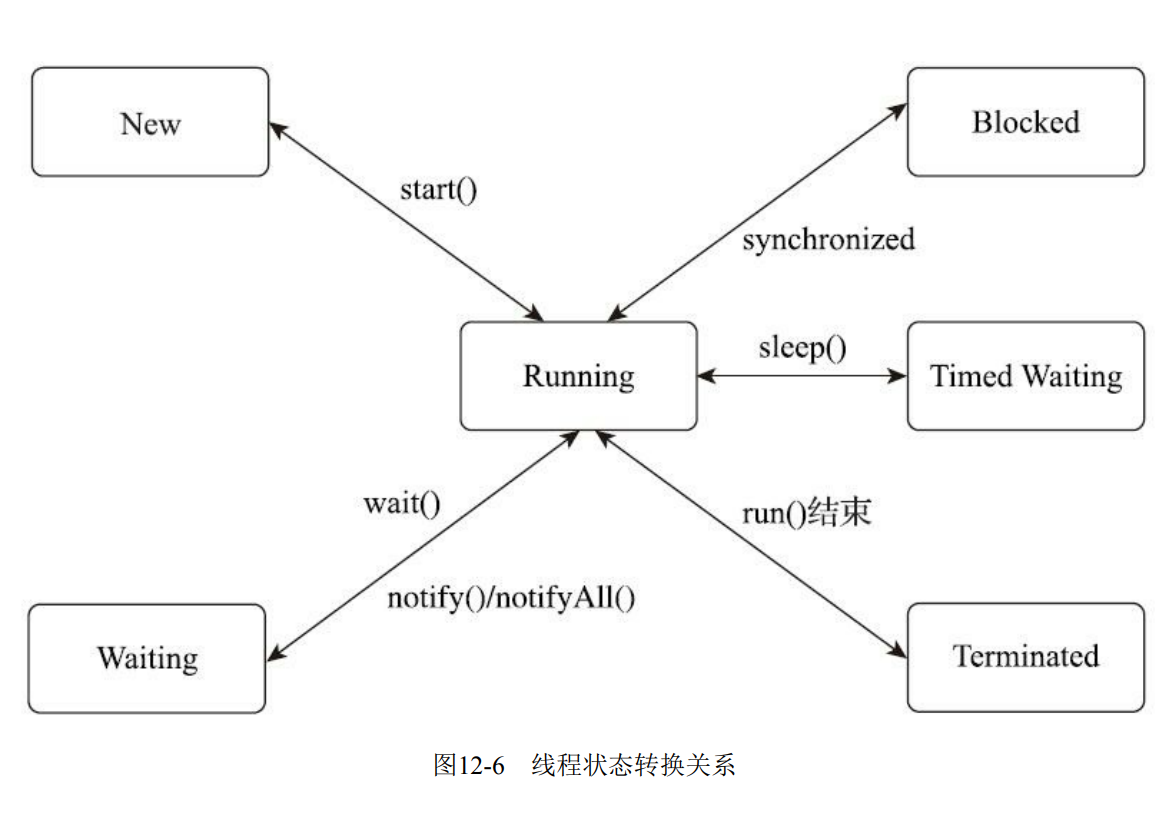 New
Blocked
start()
synchronized
sleep()
Running
Timed Waiting
wait()
run()结束
notify()/notifyAll()
Waiting
Terminated
图12-6 线程状态转换关系